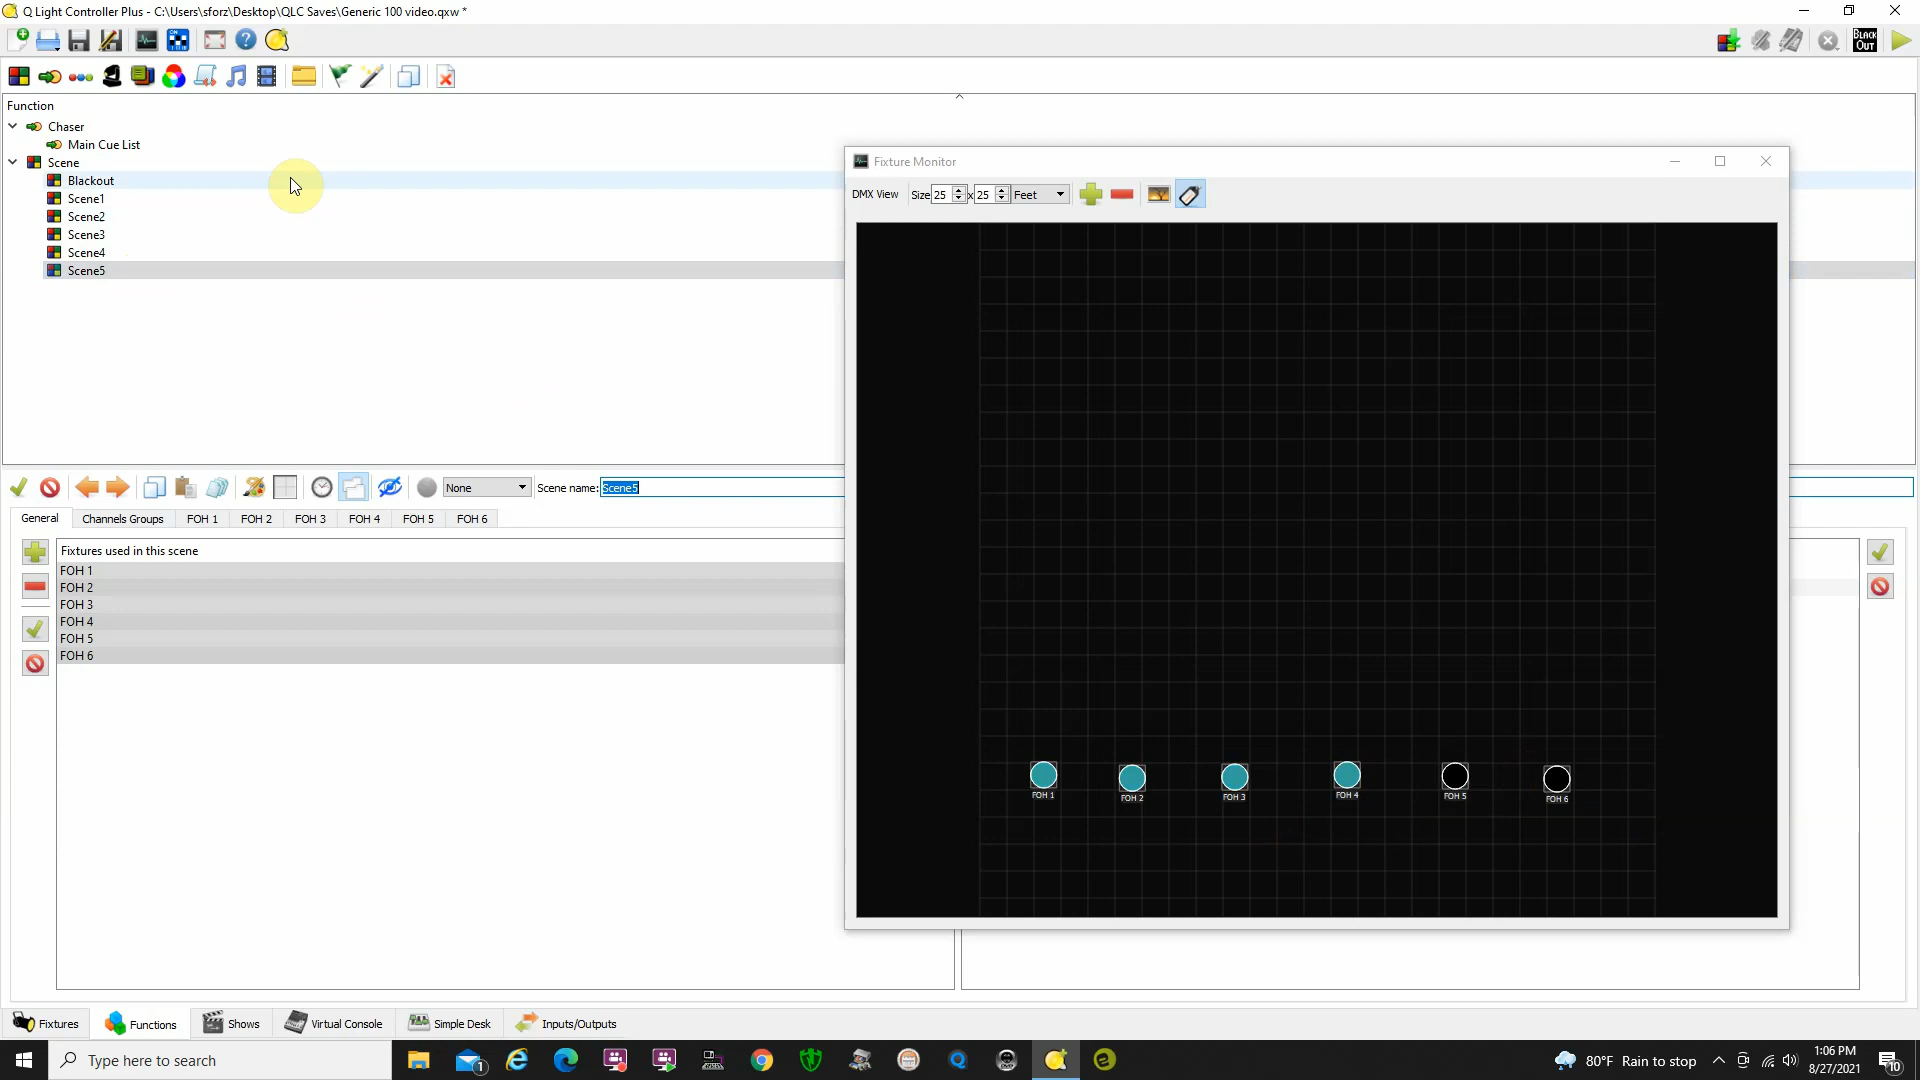 Q Light Controller Plus - C:\Users\sforz\Desktop\QLC Saves\Generic 100 video.qxw *
BLACK OUT
Function
Chaser
Main Cue List
Scene
Blackout
Scene1
Scene2
Scene3
Scene4
Scene5
Fixture Monitor
DMX View Size 25 x 25 Feet
FOH 1 FOH 2 FOH 3 FOH 4 FOH 5 FOH 6
None Scene name: Scene5
General Channels Groups FOH 1 FOH 2 FOH 3 FOH 4 FOH 5 FOH 6
Fixtures used in this scene
FOH 1
FOH 2
FOH 3
FOH 4
FOH 5
FOH 6
Fixtures Functions Shows Virtual Console Simple Desk Inputs/Outputs
Type here to search
1
80°F Rain to stop
1:06 PM
8/27/2021
10